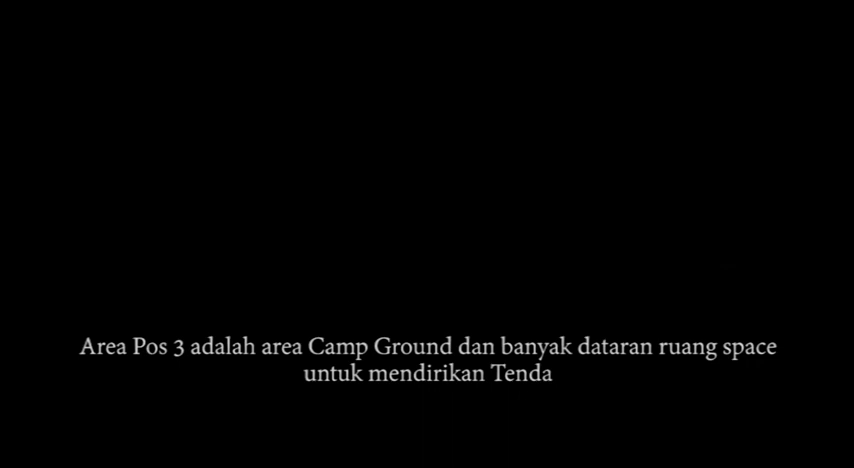 Area Pos 3 adalah area Camp Ground dan banyak dataran ruang space
untuk mendirikan Tenda